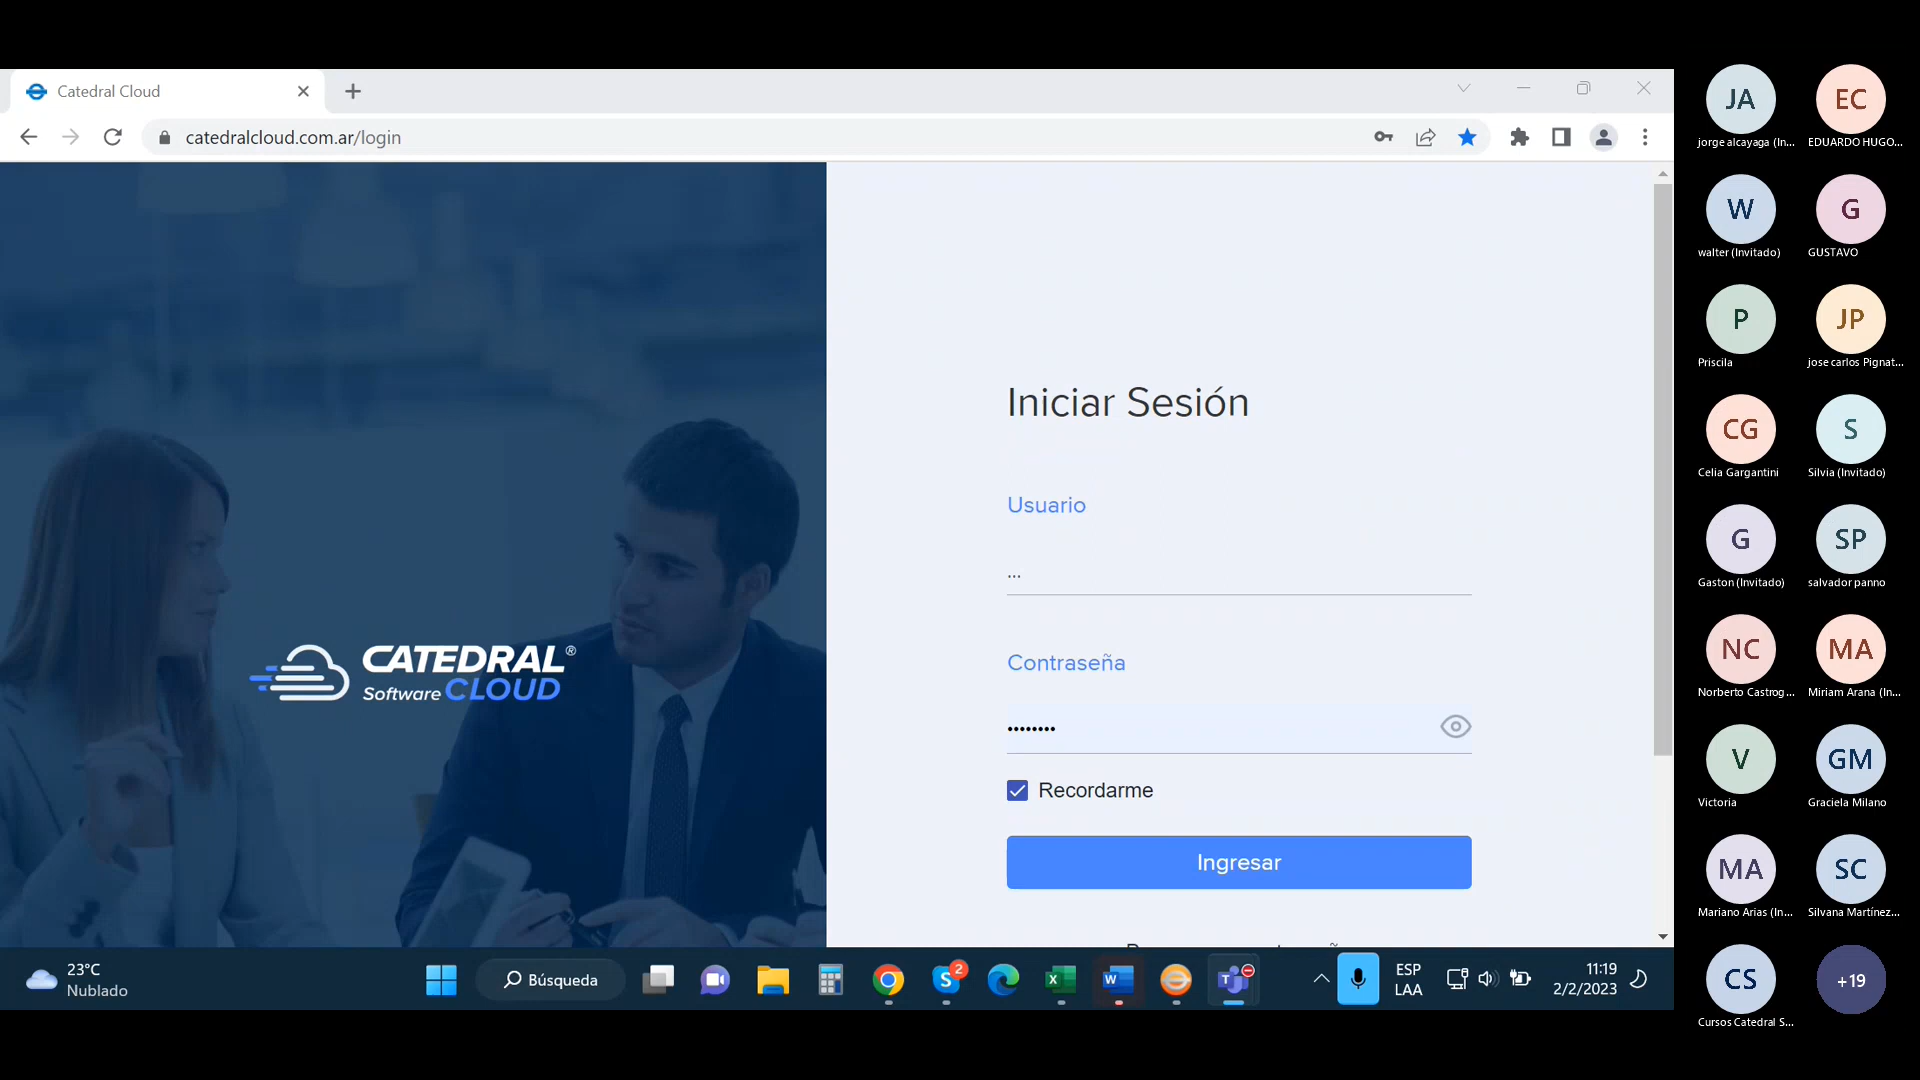 Catedral Cloud
catedralcloud.com.ar/login
CATEDRAL®
Software CLOUD
Iniciar Sesión
Usuario
...
Contraseña
••••••••
Recordarme
Ingresar
23°C
Nublado
Búsqueda
2
ESP
LAA
11:19
2/2/2023
JA
EC
jorge alcayaga (In...
EDUARDO HUGO...
W
G
walter (Invitado)
GUSTAVO
P
JP
Priscila
jose carlos Pignat...
CG
S
Celia Gargantini
Silvia (Invitado)
G
SP
Gaston (Invitado)
salvador panno
NC
MA
Norberto Castrog...
Miriam Arana (In...
V
GM
Victoria
Graciela Milano
MA
SC
Mariano Arias (In...
Silvana Martínez...
CS
+19
Cursos Catedral S...